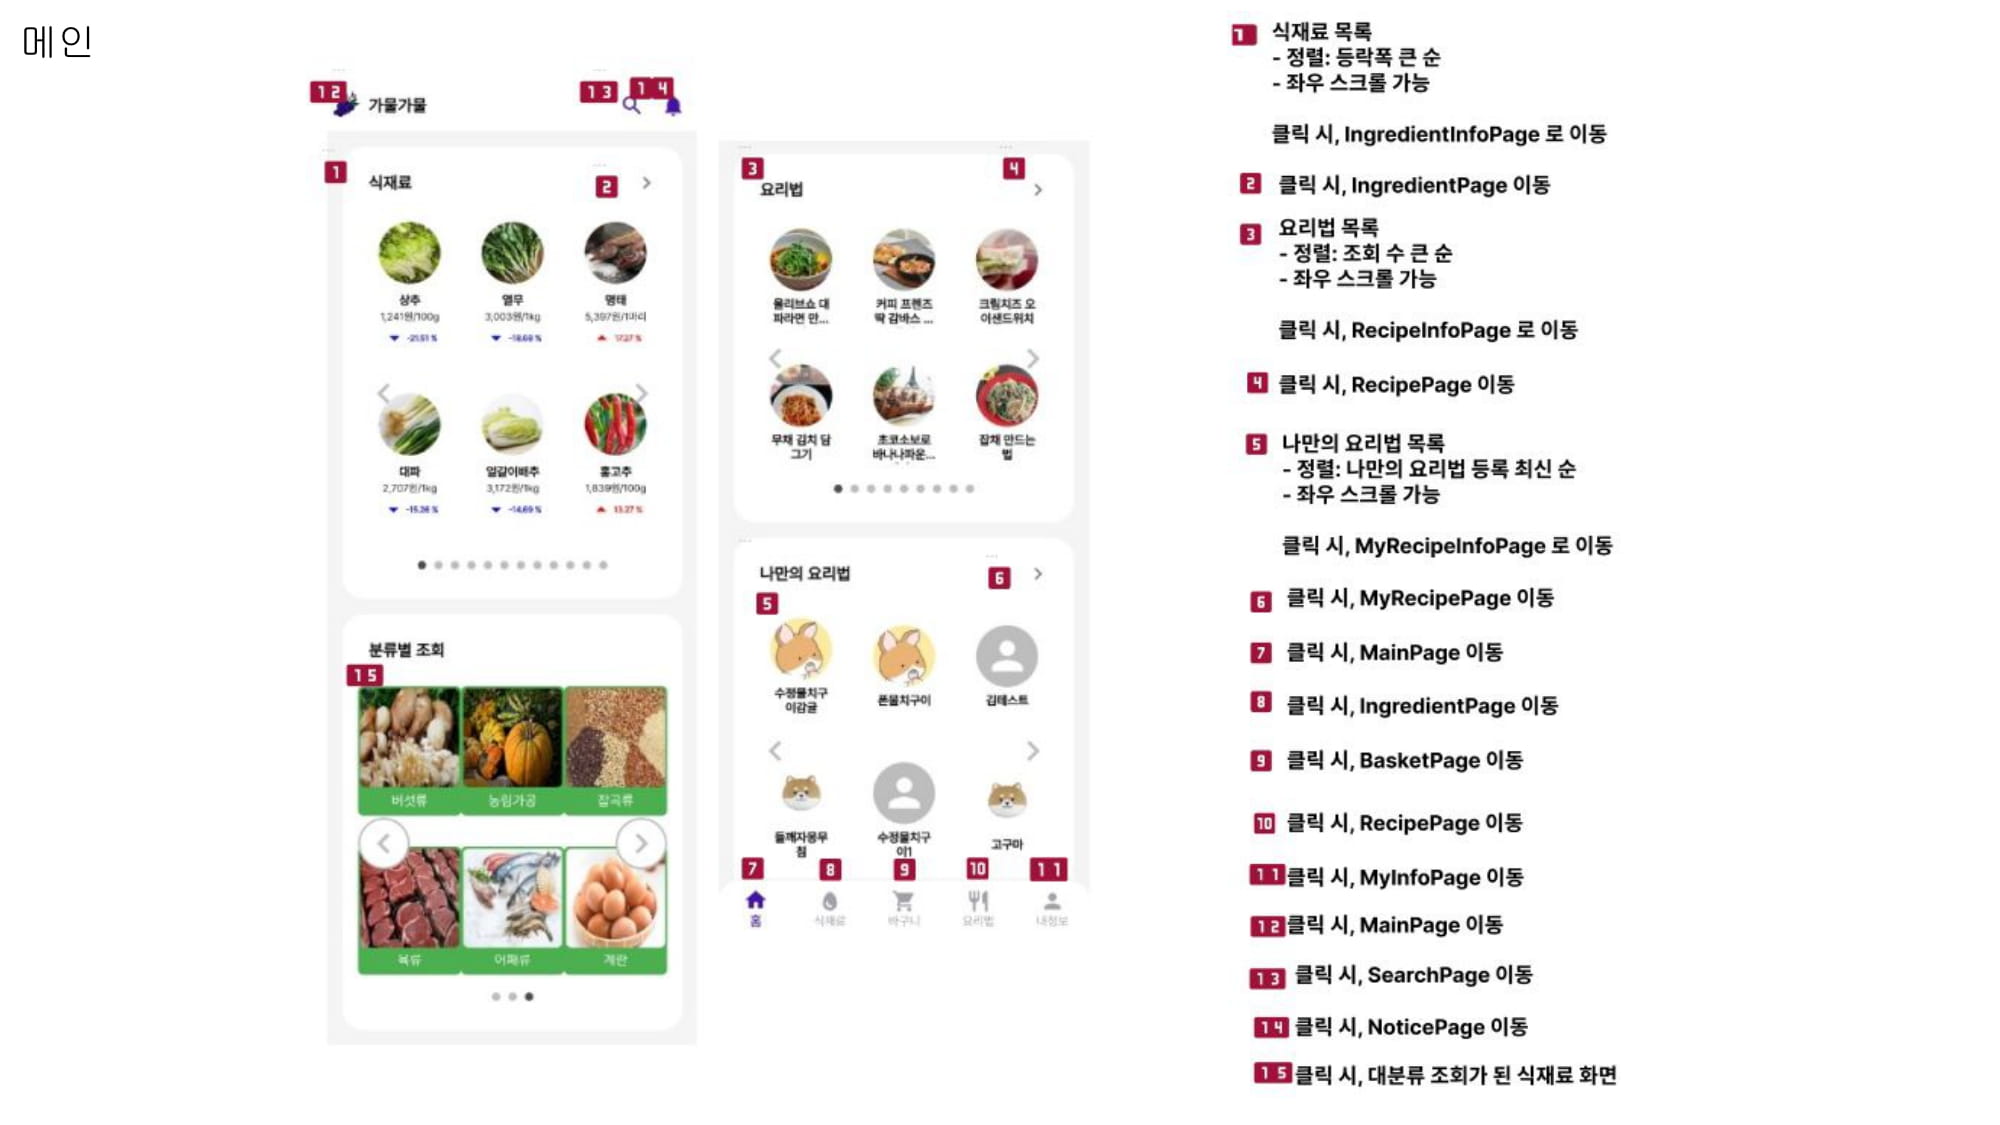 메인
12
가물가물
13
14
1
식재료
2
상추
열무
명태
1,241원/100g
3,003원/1kg
5,397원/1마리
-21.51 %
-18.68 %
17.27 %
대파
얼갈이배추
홍고추
2,707원/1kg
3,172원/1kg
1,839원/100g
-15.26 %
-14.69 %
13.27 %
분류별 조회
15
버섯류
농림가공
잡곡류
육류
어패류
계란
3
4
요리법
올리브쇼 대
파라면 만...
커피 프렌즈
딱 감바스 ...
크림치즈 오
이샌드위치
무채 김치 담
그기
초코소보로
바나나파운...
잡채 만드는
법
나만의 요리법
6
5
수정물치구
이감귤
폰물치구이
김테스트
들깨자몽무
침
수정물치구
이1
고구마
7
8
9
10
11
홈
식재료
바구니
요리법
내정보
1 식재료 목록
- 정렬: 등락폭 큰 순
- 좌우 스크롤 가능
클릭 시, IngredientInfoPage 로 이동
2 클릭 시, IngredientPage 이동
3 요리법 목록
- 정렬: 조회 수 큰 순
- 좌우 스크롤 가능
클릭 시, RecipeInfoPage 로 이동
4 클릭 시, RecipePage 이동
5 나만의 요리법 목록
- 정렬: 나만의 요리법 등록 최신 순
- 좌우 스크롤 가능
클릭 시, MyRecipeInfoPage 로 이동
6 클릭 시, MyRecipePage 이동
7 클릭 시, MainPage 이동
8 클릭 시, IngredientPage 이동
9 클릭 시, BasketPage 이동
10 클릭 시, RecipePage 이동
11 클릭 시, MyInfoPage 이동
12 클릭 시, MainPage 이동
13 클릭 시, SearchPage 이동
14 클릭 시, NoticePage 이동
15 클릭 시, 대분류 조회가 된 식재료 화면